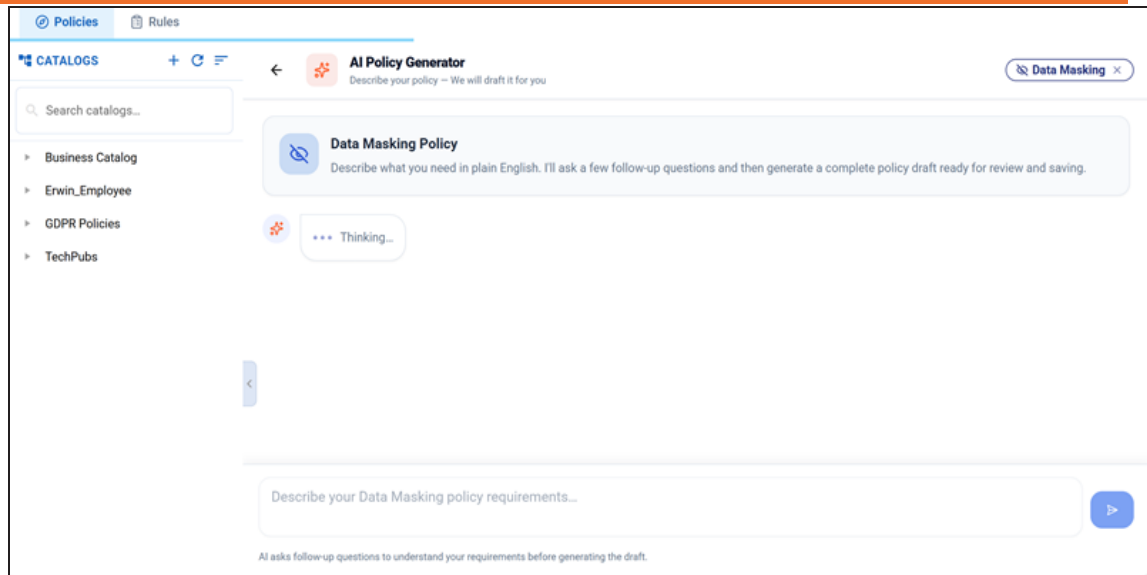 Policies
Rules
CATALOGS
AI Policy Generator
Describe your policy — We will draft it for you
Data Masking
Search catalogs...
Business Catalog
Erwin_Employee
GDPR Policies
TechPubs
Data Masking Policy
Describe what you need in plain English. I'll ask a few follow-up questions and then generate a complete policy draft ready for review and saving.
Thinking...
Describe your Data Masking policy requirements...
AI asks follow-up questions to understand your requirements before generating the draft.